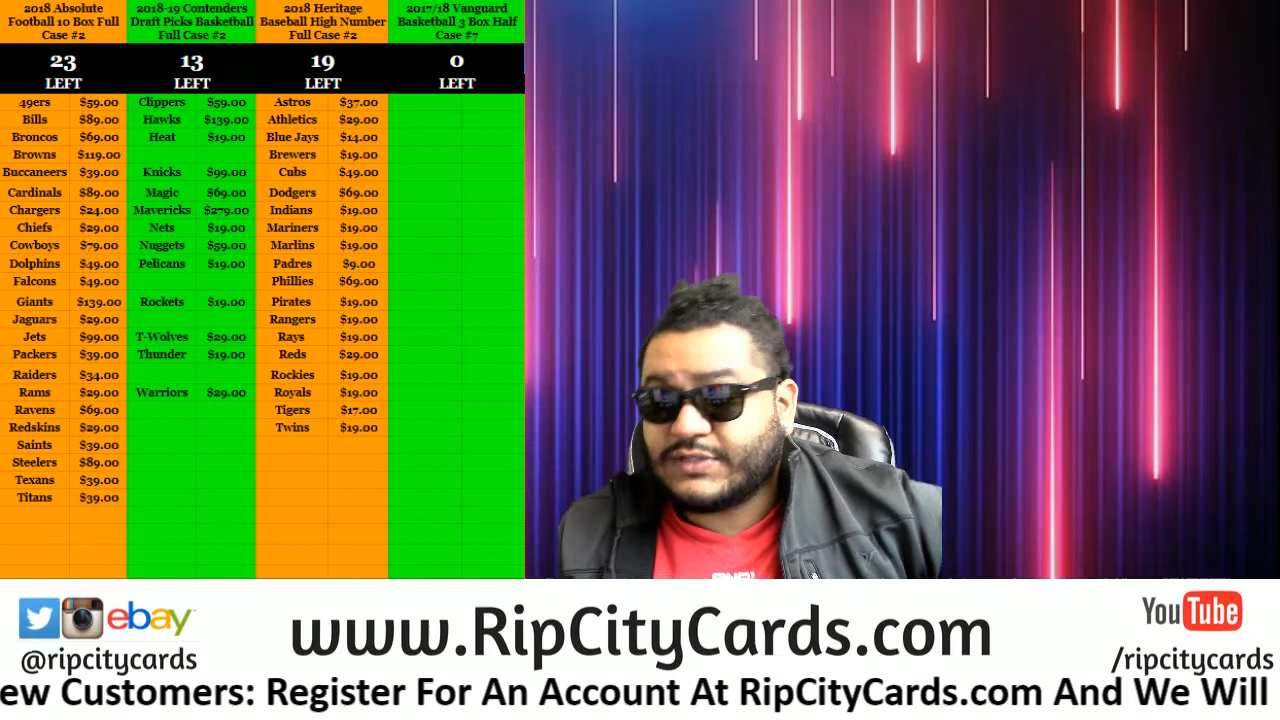 2018 Absolute
Football 10 Box Full
Case #2
23
LEFT
49ers $59.00
Bills $89.00
Broncos $69.00
Browns $119.00
Buccaneers $39.00
Cardinals $89.00
Chargers $24.00
Chiefs $29.00
Cowboys $79.00
Dolphins $49.00
Falcons $49.00
Giants $139.00
Jaguars $29.00
Jets $99.00
Packers $39.00
Raiders $34.00
Rams $29.00
Ravens $69.00
Redskins $29.00
Saints $39.00
Steelers $89.00
Texans $39.00
Titans $39.00
2018-19 Contenders
Draft Picks Basketball
Full Case #2
13
LEFT
Clippers $59.00
Hawks $139.00
Heat $19.00
Knicks $99.00
Magic $69.00
Mavericks $279.00
Nets $19.00
Nuggets $59.00
Pelicans $19.00
Rockets $19.00
T-Wolves $29.00
Thunder $19.00
Warriors $29.00
2018 Heritage
Baseball High Number
Full Case #2
19
LEFT
Astros $37.00
Athletics $29.00
Blue Jays $14.00
Brewers $19.00
Cubs $49.00
Dodgers $69.00
Indians $19.00
Mariners $19.00
Marlins $19.00
Padres $9.00
Phillies $69.00
Pirates $19.00
Rangers $19.00
Rays $19.00
Reds $29.00
Rockies $19.00
Royals $19.00
Tigers $17.00
Twins $19.00
2017/18 Vanguard
Basketball 3 Box Half
Case #7
0
LEFT
ebay
@ripcitycards
www.RipCityCards.com
YouTube
/ripcitycards
ew Customers: Register For An Account At RipCityCards.com And We Will